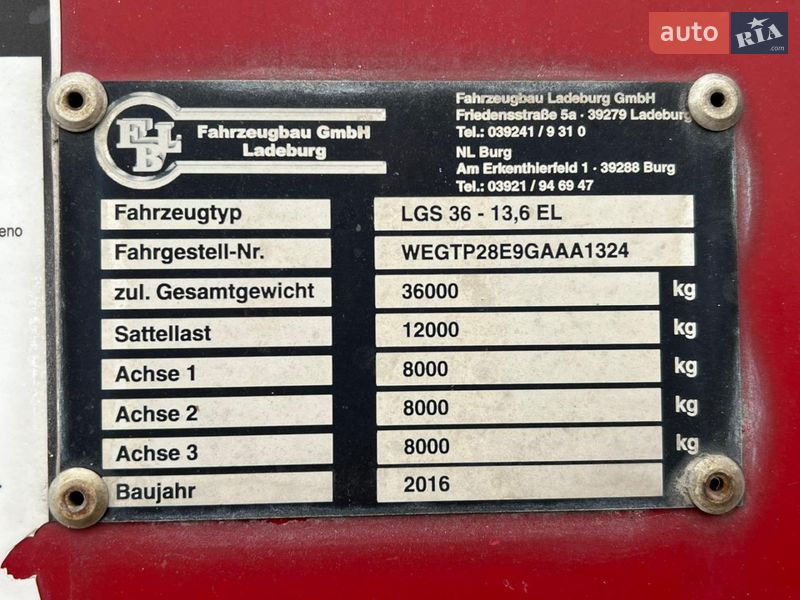 auto RIA .com
Fahrzeugbau Ladeburg GmbH
Friedensstraße 5a · 39279 Ladeburg
Tel.: 039241 / 9 31 0
NL Burg
Am Erkenthierfeld 1 · 39288 Burg
Tel.: 03921 / 94 69 47
FLB
Fahrzeugbau GmbH
Ladeburg
Fahrzeugtyp LGS 36 - 13,6 EL
Fahrgestell-Nr. WEGTP28E9GAAA1324
zul. Gesamtgewicht 36000 kg
Sattellast 12000 kg
Achse 1 8000 kg
Achse 2 8000 kg
Achse 3 8000 kg
Baujahr 2016
eno